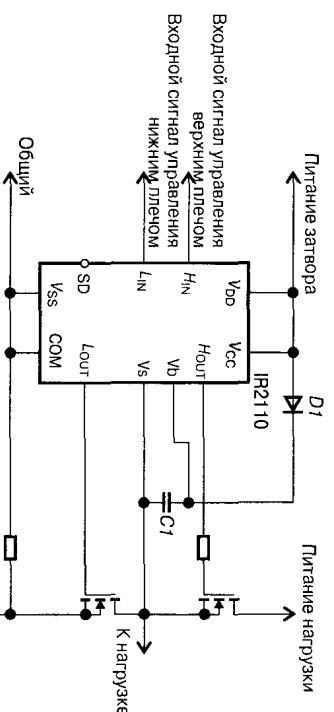 Питание затвора
Питание нагрузки
D1
IR2110
VDD
VCC
HOUT
Входной сигнал управления
верхним плечом
HIN
Vb
C1
Входной сигнал управления
нижним плечом
LIN
Vs
К нагрузке
LOUT
SD
VSS
COM
Общий